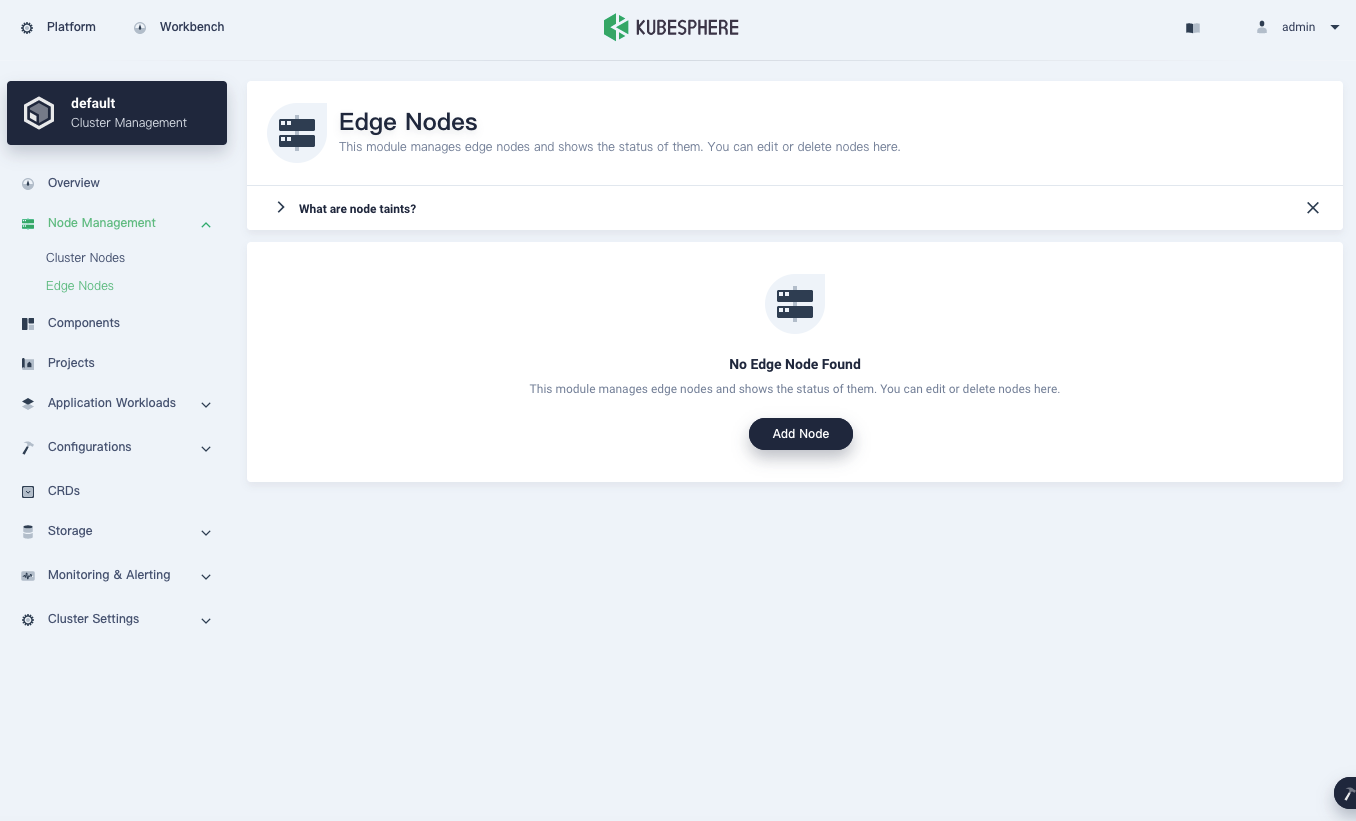 Platform
Workbench
KUBESPHERE
admin
default
Cluster Management
Overview
Node Management
Cluster Nodes
Edge Nodes
Components
Projects
Application Workloads
Configurations
CRDs
Storage
Monitoring & Alerting
Cluster Settings
Edge Nodes
This module manages edge nodes and shows the status of them. You can edit or delete nodes here.
What are node taints?
No Edge Node Found
This module manages edge nodes and shows the status of them. You can edit or delete nodes here.
Add Node